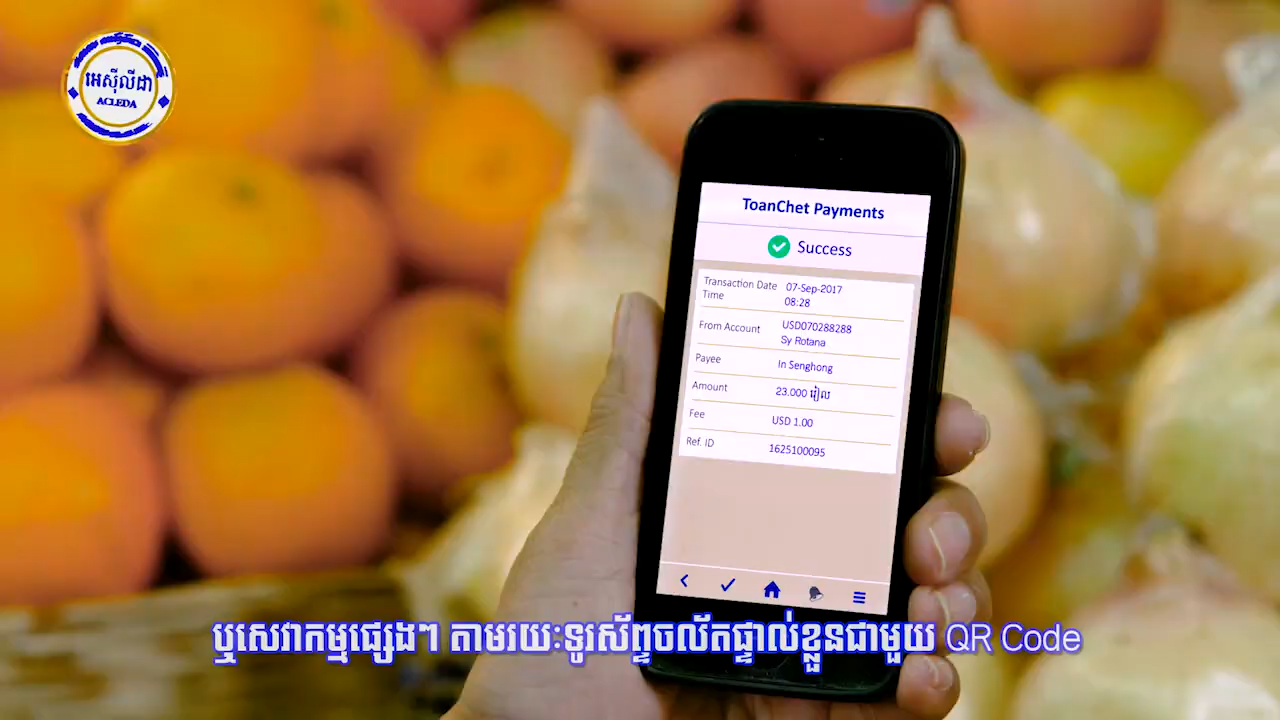 អេស៊ីលីដា
ACLEDA
ToanChet Payments
Success
Transaction Date 07-Sep-2017
Time 08:28
From Account USD070288288
Sy Rotana
Payee In Senghong
Amount 23,000 រៀល
Fee USD 1.00
Ref. ID 1625100095
ឬសេវាកម្មផ្សេងៗ តាមរយៈទូរស័ព្ទចល័តផ្ទាល់ខ្លួនជាមួយ QR Code